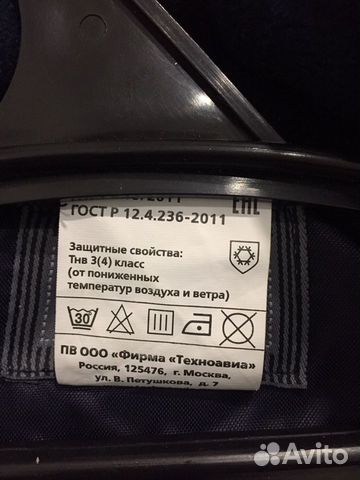 ГОСТ Р 12.4.236-2011
EAC
Защитные свойства:
Тнв 3(4) класс
(от пониженных
температур воздуха и ветра)
30
ПВ ООО «Фирма «Техноавиа»
Россия, 125476, г. Москва,
ул. В. Петушкова, д. 7
Avito